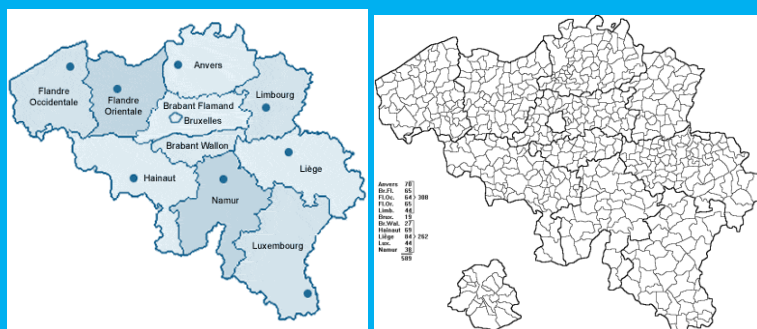 Anvers
Flandre
Occidentale
Flandre
Orientale
Limbourg
Brabant Flamand
Bruxelles
Brabant Wallon
Liège
Hainaut
Namur
Luxembourg
Anvers 70
Br.Fl. 65
Fl.Oc. 64 308
Fl.Or. 65
Limb. 44
Brux. 19
Br.Wal. 27
Hainaut 69
Liège 84 262
Lux. 44
Namur 38
589